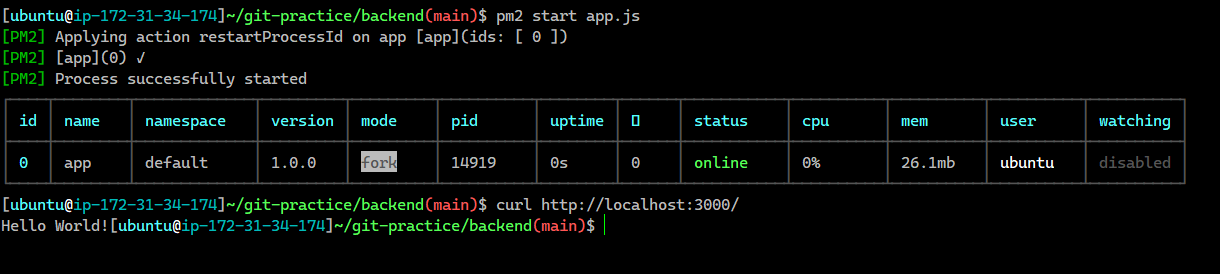 [ubuntu@ip-172-31-34-174]~/git-practice/backend(main)$ pm2 start app.js
[PM2] Applying action restartProcessId on app [app](ids: [ 0 ])
[PM2] [app](0) ✓
[PM2] Process successfully started
id name namespace version mode pid uptime ▯ status cpu mem user watching
0 app default 1.0.0 fork 14919 0s 0 online 0% 26.1mb ubuntu disabled
[ubuntu@ip-172-31-34-174]~/git-practice/backend(main)$ curl http://localhost:3000/
Hello World![ubuntu@ip-172-31-34-174]~/git-practice/backend(main)$